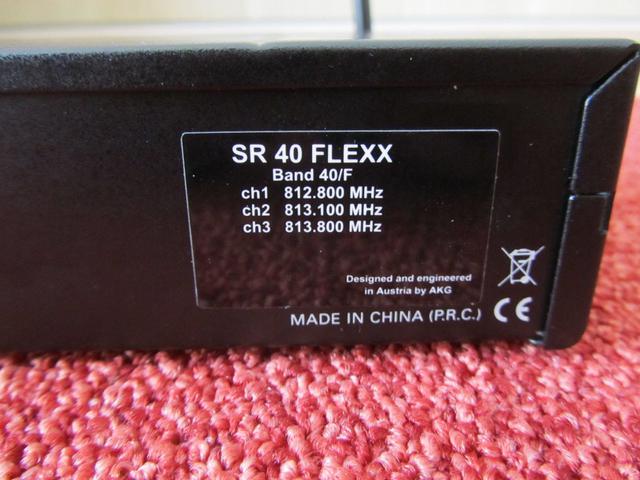 SR 40 FLEXX
Band 40/F
ch1 812.800 MHz
ch2 813.100 MHz
ch3 813.800 MHz
Designed and engineered
in Austria by AKG
MADE IN CHINA (P.R.C.) CE